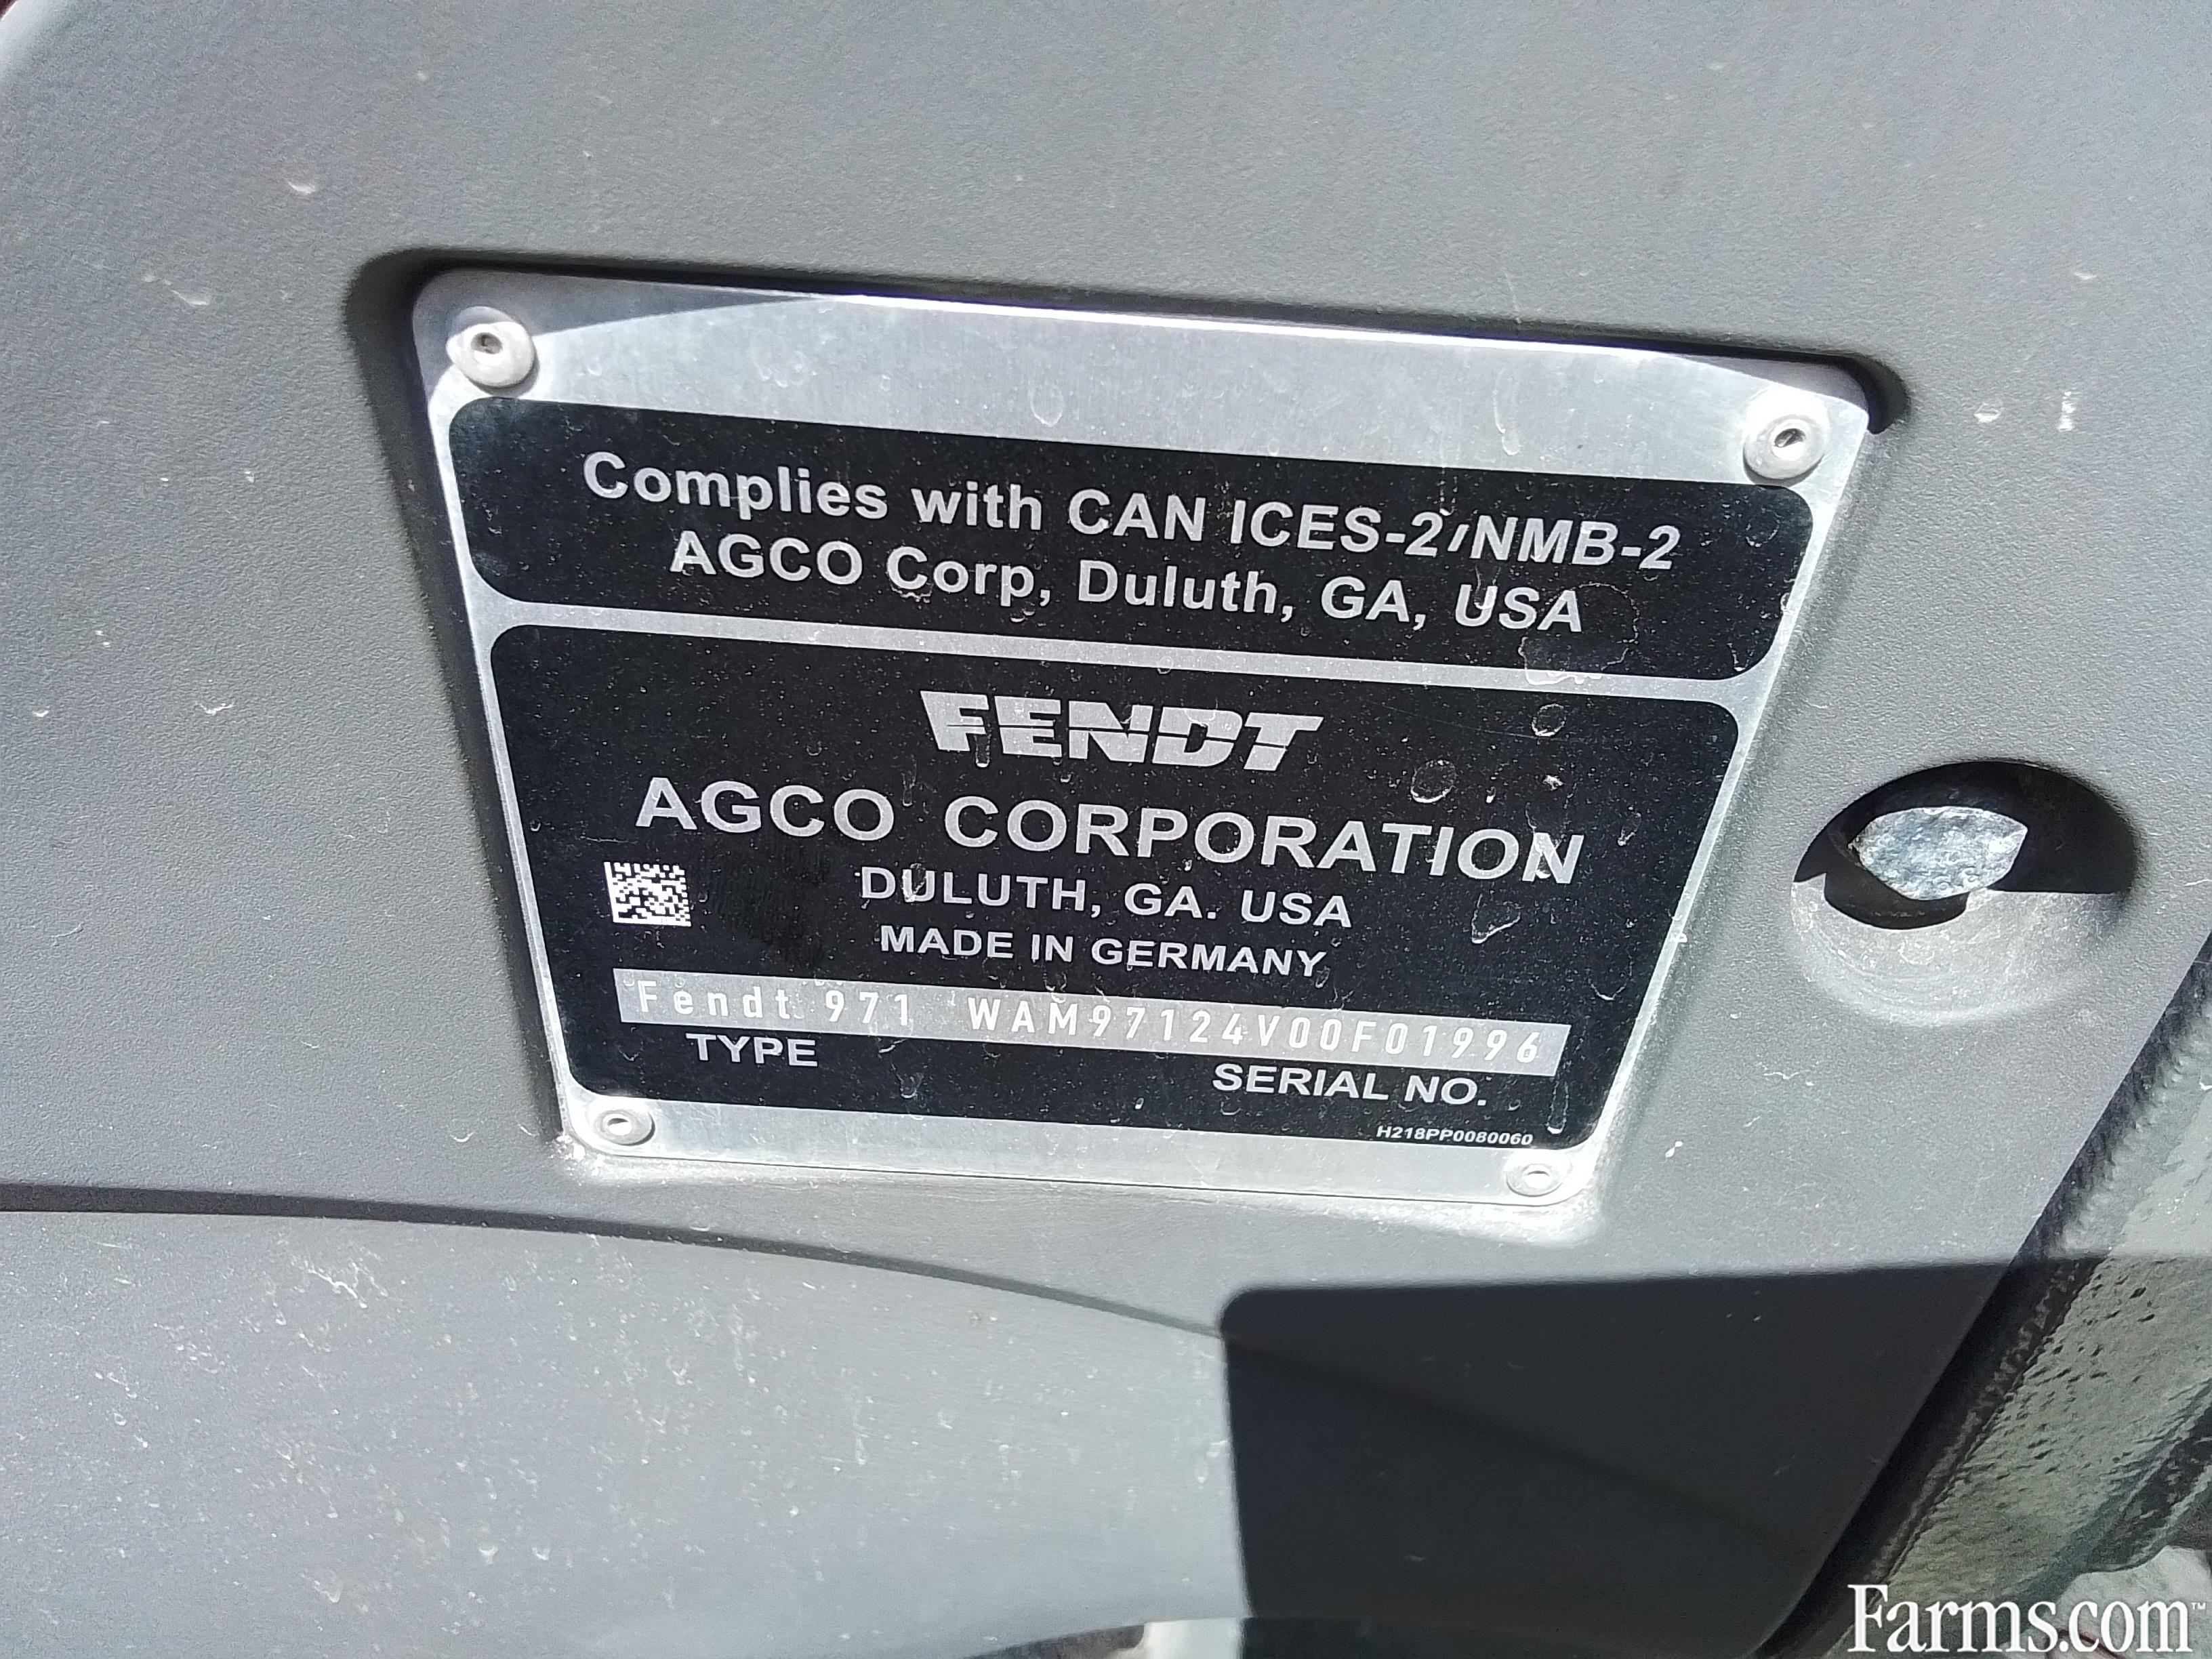 Complies with CAN ICES-2/NMB-2
AGCO Corp, Duluth, GA, USA
FENDT
AGCO CORPORATION
DULUTH, GA. USA
MADE IN GERMANY
Fendt 971 WAM97124V00F01996
TYPE SERIAL NO.
H218PP0080060
Farms.com™